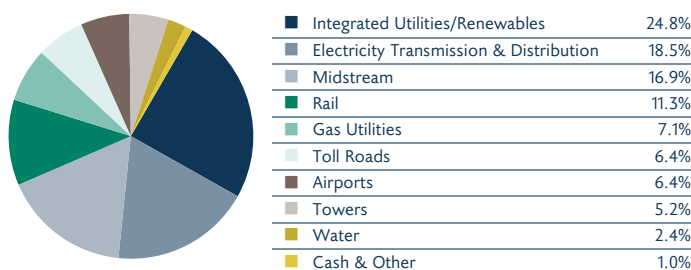 Integrated Utilities/Renewables 24.8%
Electricity Transmission & Distribution 18.5%
Midstream 16.9%
Rail 11.3%
Gas Utilities 7.1%
Toll Roads 6.4%
Airports 6.4%
Towers 5.2%
Water 2.4%
Cash & Other 1.0%